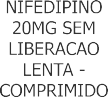 NIFEDIPINO
20MG SEM
LIBERACAO
LENTA -
COMPRIMIDO